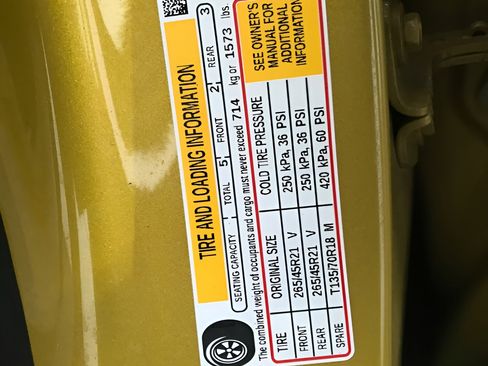 TIRE AND LOADING INFORMATION
SEATING CAPACITY TOTAL 5 FRONT 2 REAR 3
The combined weight of occupants and cargo must never exceed 714 kg or 1573 lbs.
TIRE ORIGINAL SIZE COLD TIRE PRESSURE
FRONT 265/45R21 V 250 kPa, 36 PSI
REAR 265/45R21 V 250 kPa, 36 PSI
SPARE T135/70R18 M 420 kPa, 60 PSI
SEE OWNER'S
MANUAL FOR
ADDITIONAL
INFORMATION